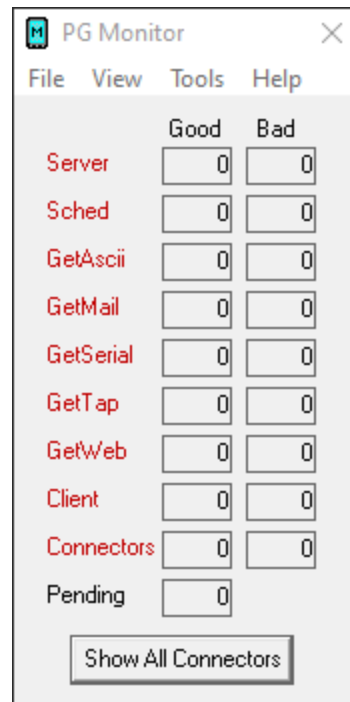 M PG Monitor
File View Tools Help
Good Bad
Server 0 0
Sched 0 0
GetAscii 0 0
GetMail 0 0
GetSerial 0 0
GetTap 0 0
GetWeb 0 0
Client 0 0
Connectors 0 0
Pending 0
Show All Connectors